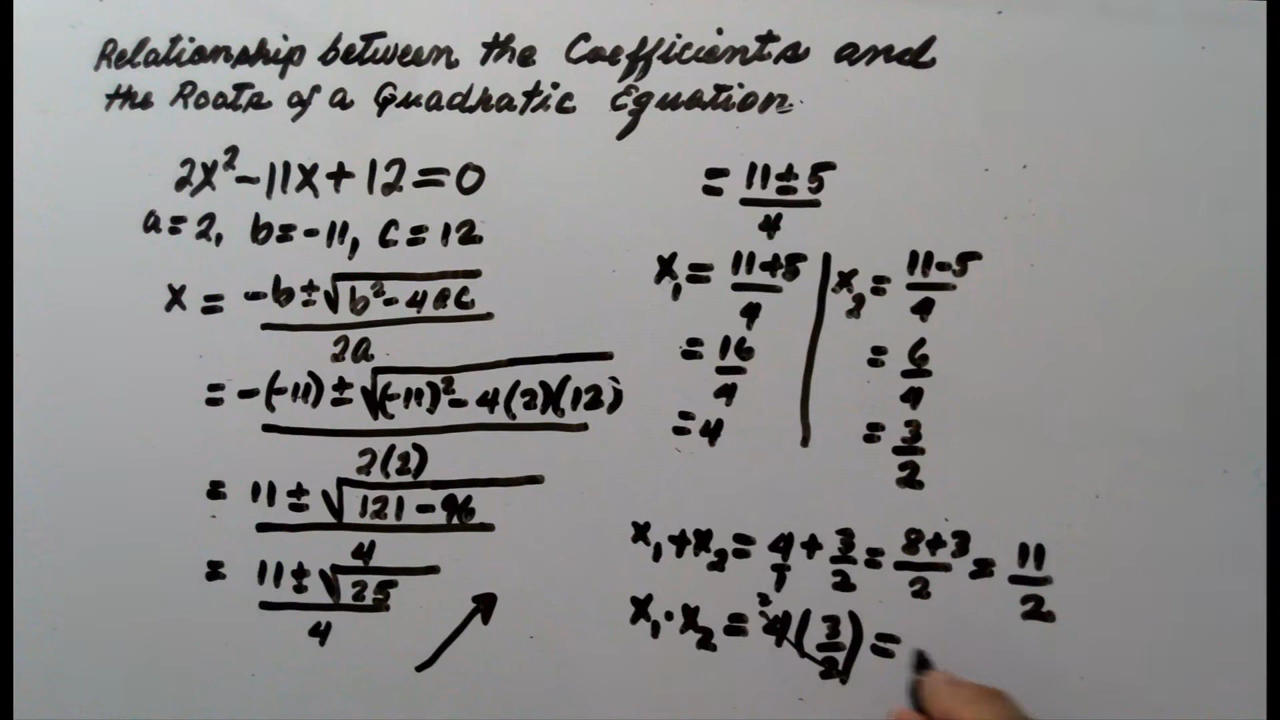 Relationship between the Coefficients and
the Roots of a Quadratic Equation.
2x² - 11x + 12 = 0
a = 2, b = -11, c = 12
x = -b ± √(b² - 4ac) / 2a
= -(-11) ± √((-11)² - 4(2)(12)) / 2(2)
= 11 ± √(121 - 96) / 4
= 11 ± √25 / 4
= 11 ± 5 / 4
x₁ = 11 + 5 / 4
= 16 / 4
= 4
x₂ = 11 - 5 / 4
= 6 / 4
= 3 / 2
x₁ + x₂ = 4/1 + 3/2 = 8 + 3 / 2 = 11 / 2
x₁ · x₂ = ²4(3/2) =